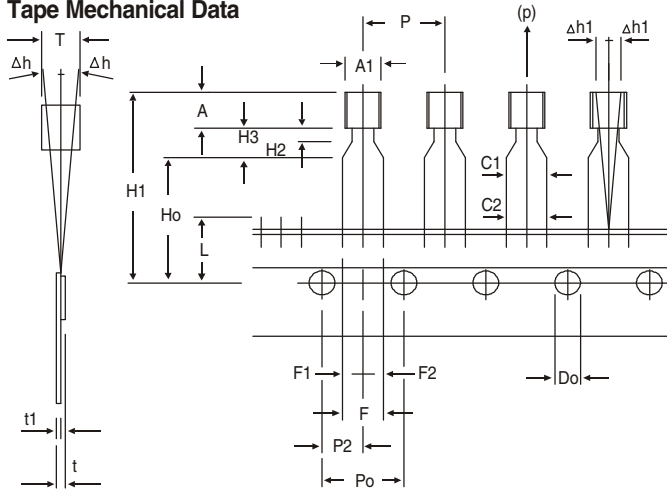 Tape Mechanical Data
T
Δh
Δh
P
(p)
Δh1
Δh1
A1
A
H3
H2
H1
Ho
L
C1
C2
F1
F2
Do
F
t1
P2
t
Po